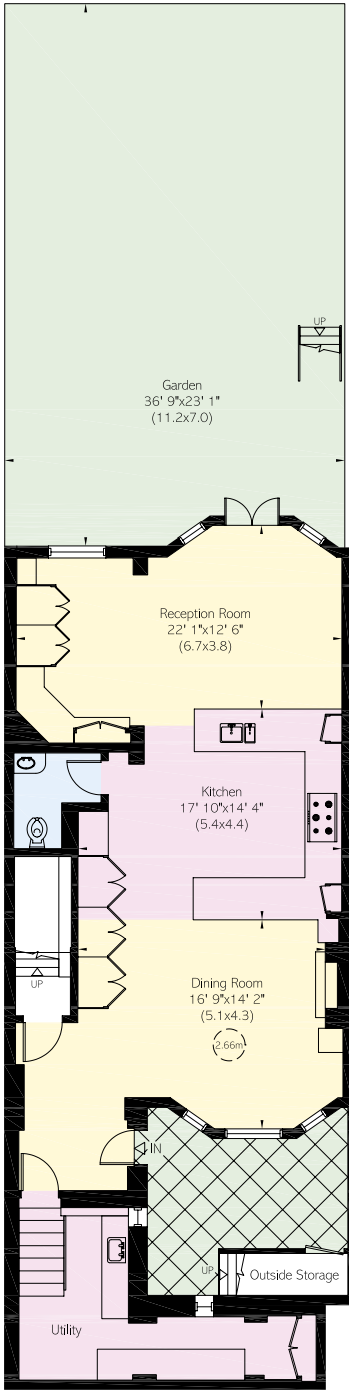 UP
Garden
36' 9"x23' 1"
(11.2x7.0)
Reception Room
22' 1"x12' 6"
(6.7x3.8)
Kitchen
17' 10"x14' 4"
(5.4x4.4)
UP
Dining Room
16' 9"x14' 2"
(5.1x4.3)
2.66m
IN
UP
Outside Storage
Utility